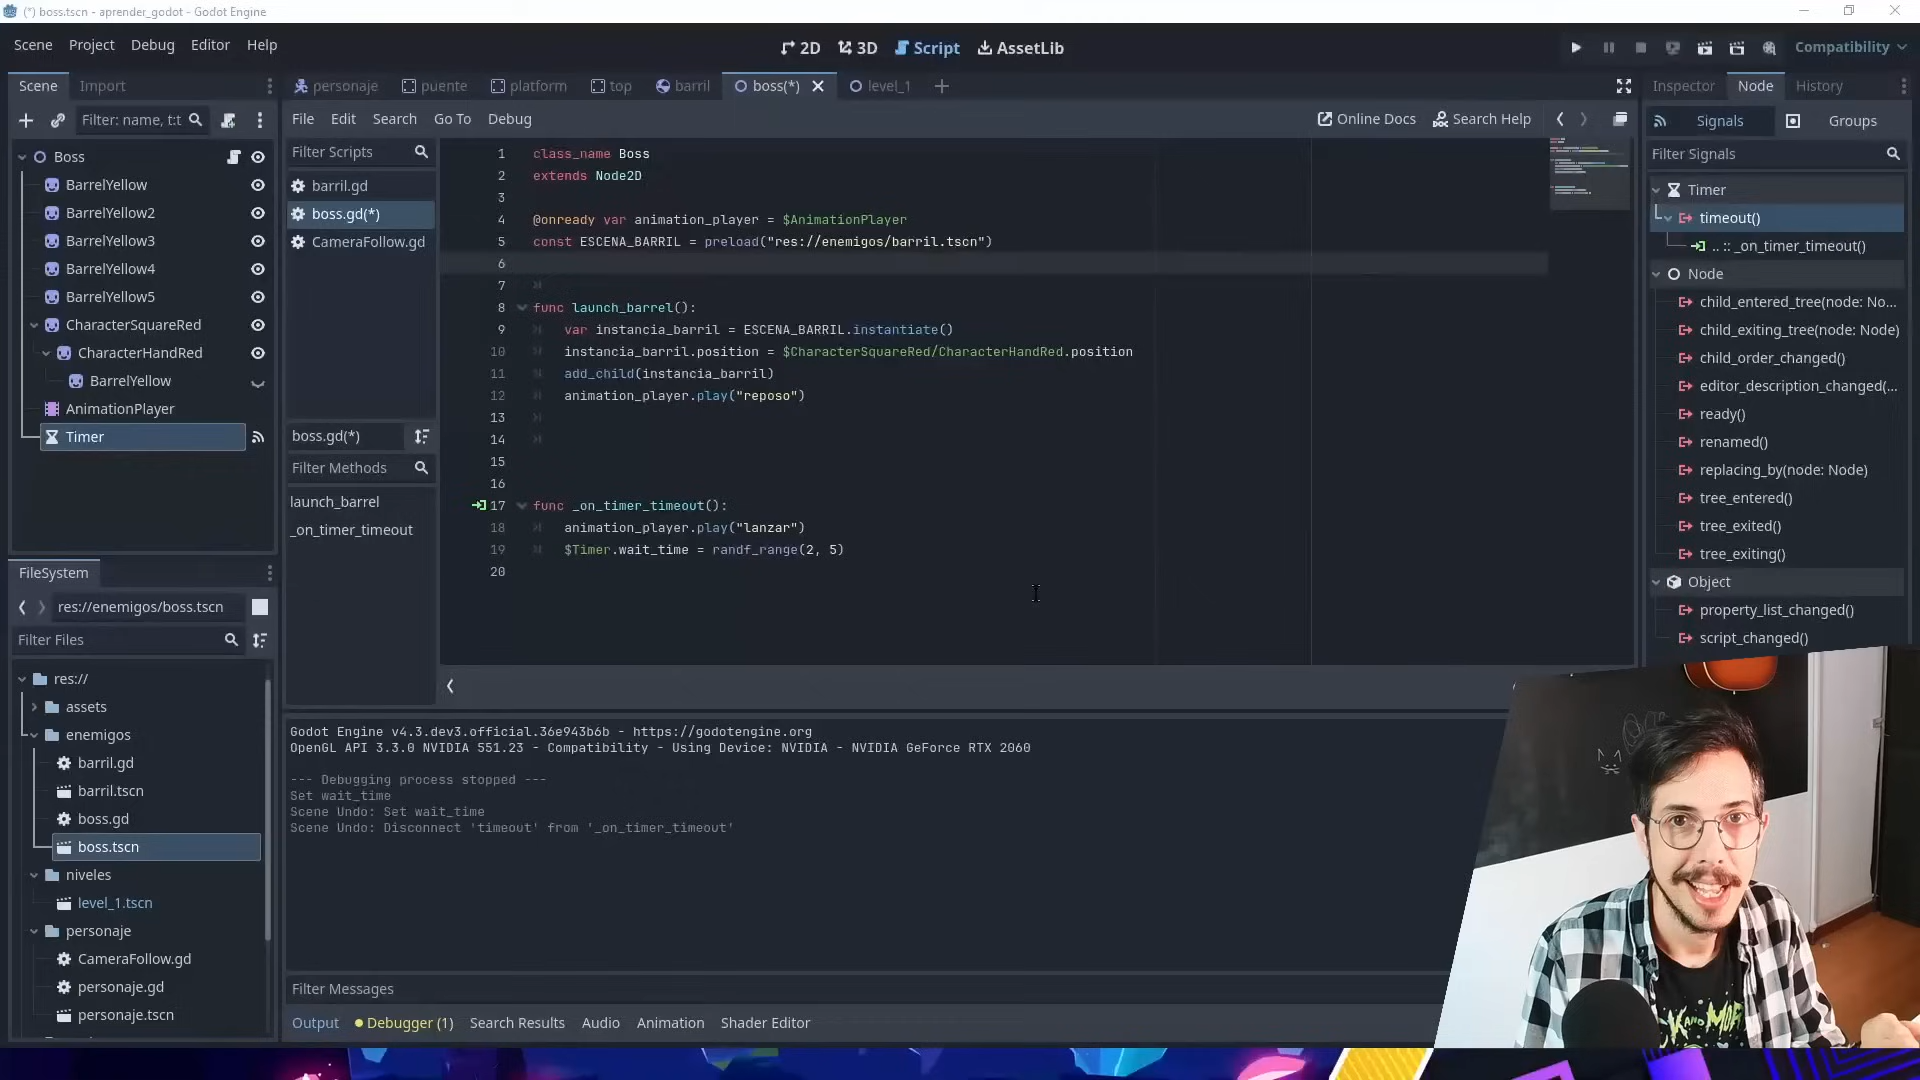 (*) boss.tscn - aprender_godot - Godot Engine
Scene Project Debug Editor Help
2D 3D Script AssetLib
Compatibility
Scene Import
personaje puente platform top barril boss(*) level_1
Inspector Node History
Filter: name, t:t
File Edit Search Go To Debug
Online Docs Search Help
Signals Groups
Filter Signals
Boss
BarrelYellow
BarrelYellow2
BarrelYellow3
BarrelYellow4
BarrelYellow5
CharacterSquareRed
CharacterHandRed
BarrelYellow
AnimationPlayer
Timer
Filter Scripts
barril.gd
boss.gd(*)
CameraFollow.gd
boss.gd(*)
Filter Methods
launch_barrel
_on_timer_timeout
1 class_name Boss
2 extends Node2D
3
4 @onready var animation_player = $AnimationPlayer
5 const ESCENA_BARRIL = preload("res://enemigos/barril.tscn")
6
7
8 func launch_barrel():
9 var instancia_barril = ESCENA_BARRIL.instantiate()
10 instancia_barril.position = $CharacterSquareRed/CharacterHandRed.position
11 add_child(instancia_barril)
12 animation_player.play("reposo")
13
14
15
16
17 func _on_timer_timeout():
18 animation_player.play("lanzar")
19 $Timer.wait_time = randf_range(2, 5)
20
Timer
timeout()
.. :: _on_timer_timeout()
Node
child_entered_tree(node: No...
child_exiting_tree(node: Node)
child_order_changed()
editor_description_changed(...
ready()
renamed()
replacing_by(node: Node)
tree_entered()
tree_exited()
tree_exiting()
Object
property_list_changed()
script_changed()
FileSystem
res://enemigos/boss.tscn
Filter Files
res://
assets
enemigos
barril.gd
barril.tscn
boss.gd
boss.tscn
niveles
level_1.tscn
personaje
CameraFollow.gd
personaje.gd
personaje.tscn
Godot Engine v4.3.dev3.official.36e943b6b - https://godotengine.org
OpenGL API 3.3.0 NVIDIA 551.23 - Compatibility - Using Device: NVIDIA - NVIDIA GeForce RTX 2060
--- Debugging process stopped ---
Set wait_time
Scene Undo: Set wait_time
Scene Undo: Disconnect 'timeout' from '_on_timer_timeout'
Filter Messages
Output Debugger (1) Search Results Audio Animation Shader Editor